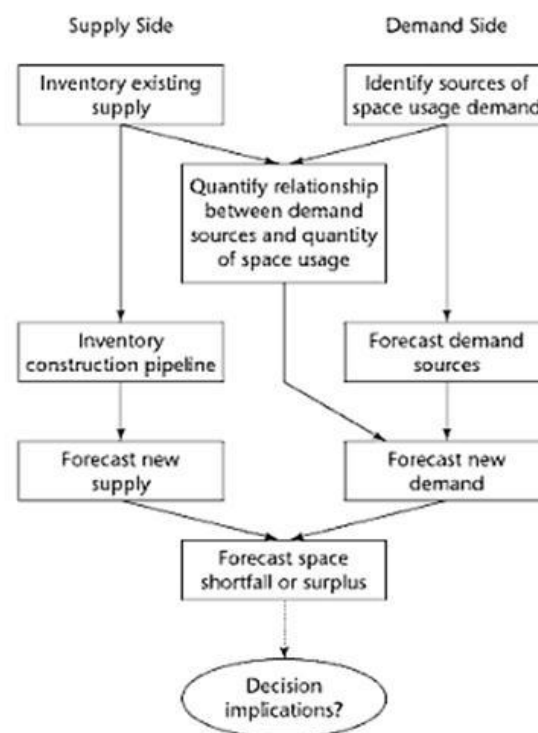 Supply Side
Demand Side
Inventory existing
supply
Identify sources of
space usage demand
Quantify relationship
between demand
sources and quantity
of space usage
Inventory
construction pipeline
Forecast demand
sources
Forecast new
supply
Forecast new
demand
Forecast space
shortfall or surplus
Decision
implications?